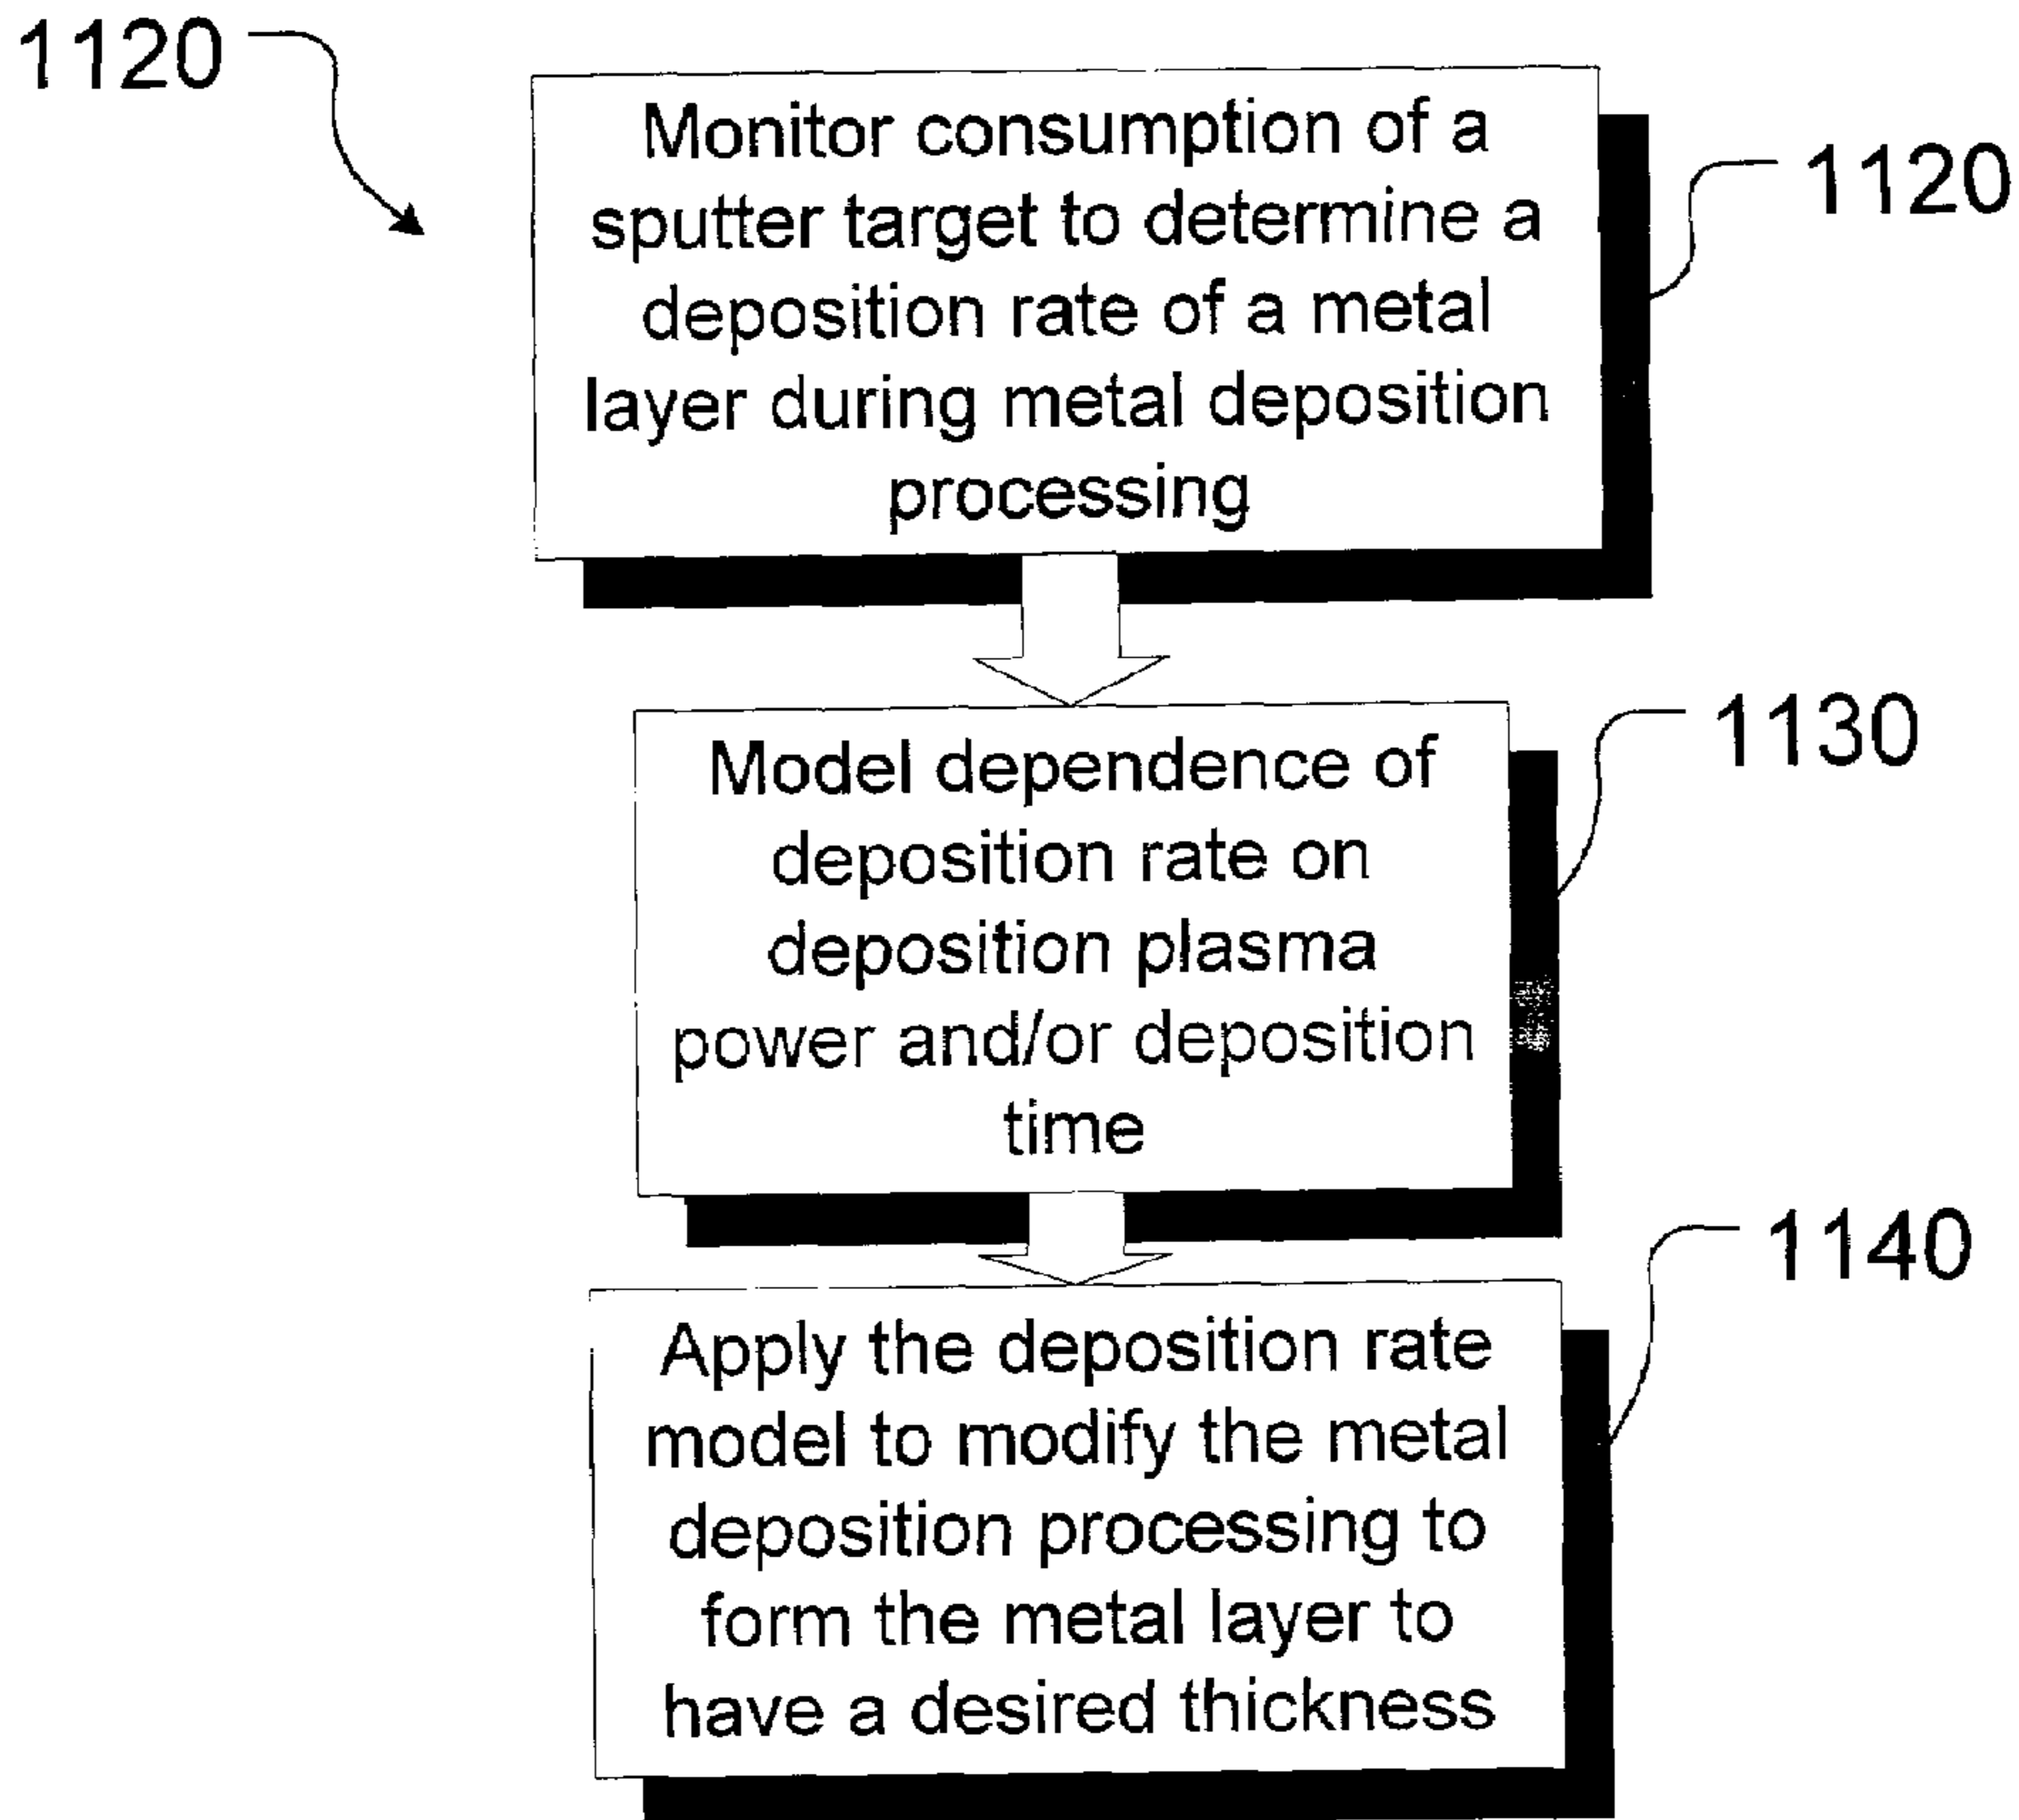 1120
Monitor consumption of a
sputter target to determine a
deposition rate of a metal
layer during metal deposition
processing
1120
Model dependence of
deposition rate on
deposition plasma
power and/or deposition
time
1130
Apply the deposition rate
model to modify the metal
deposition processing to
form the metal layer to
have a desired thickness
1140